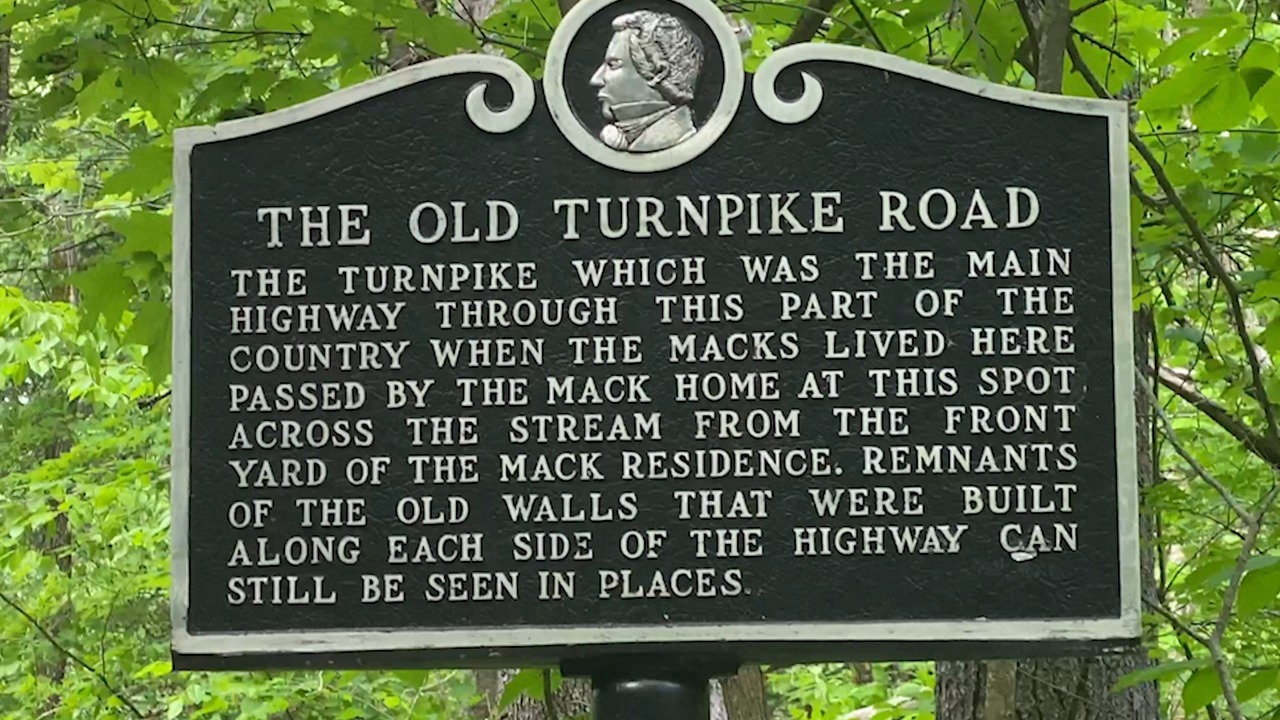 THE OLD TURNPIKE ROAD
THE TURNPIKE WHICH WAS THE MAIN
HIGHWAY THROUGH THIS PART OF THE
COUNTRY WHEN THE MACKS LIVED HERE
PASSED BY THE MACK HOME AT THIS SPOT
ACROSS THE STREAM FROM THE FRONT
YARD OF THE MACK RESIDENCE. REMNANTS
OF THE OLD WALLS THAT WERE BUILT
ALONG EACH SIDE OF THE HIGHWAY CAN
STILL BE SEEN IN PLACES.